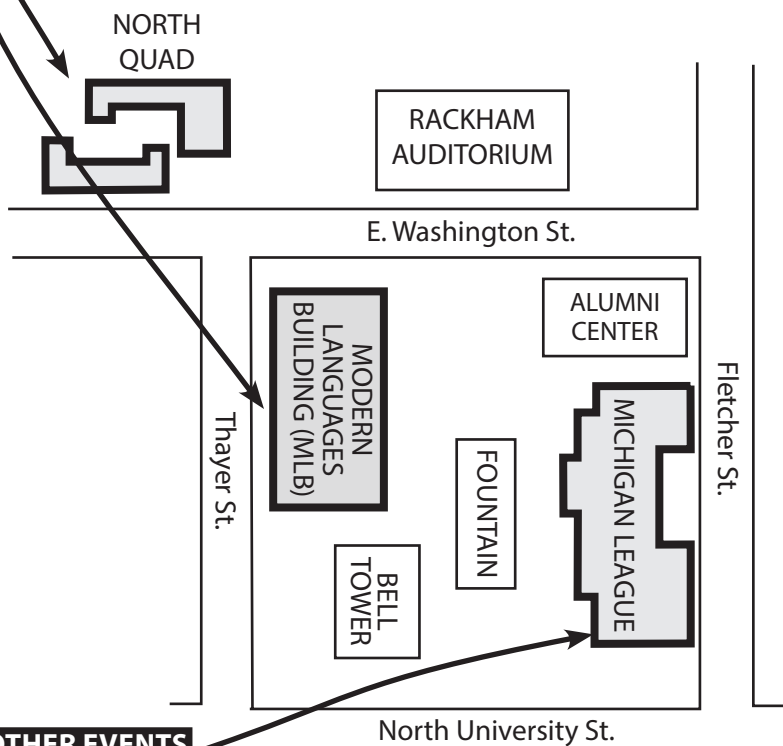 NORTH
QUAD
RACKHAM
AUDITORIUM
E. Washington St.
ALUMNI
CENTER
MODERN
LANGUAGES
BUILDING (MLB)
Thayer St.
Fletcher St.
MICHIGAN LEAGUE
FOUNTAIN
BELL
TOWER
OTHER EVENTS
North University St.